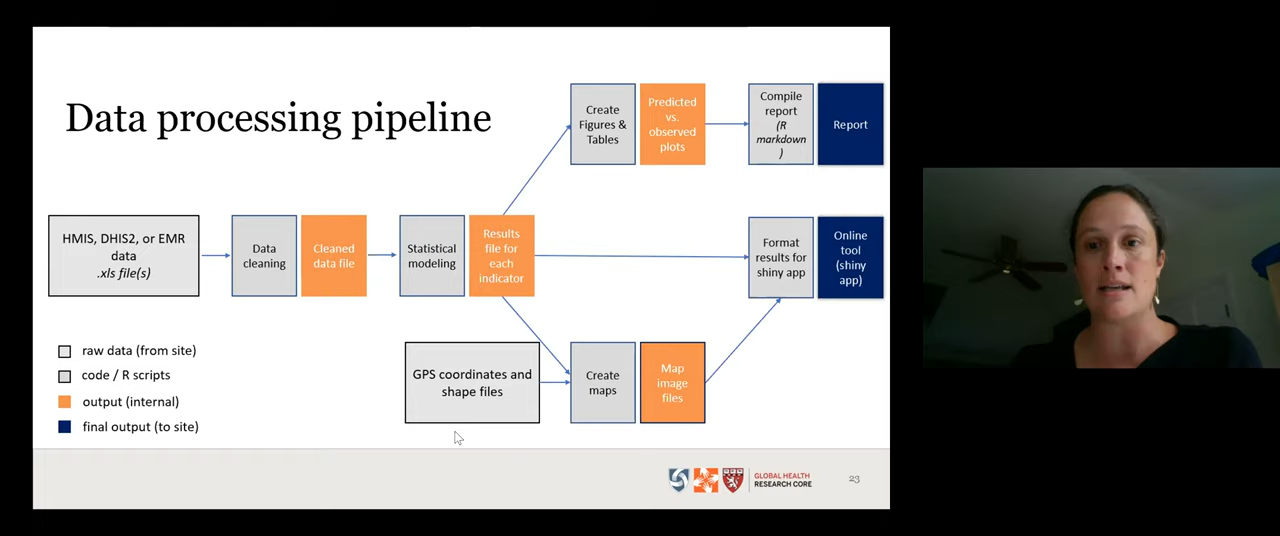 Data processing pipeline
Create
Figures &
Tables
Predicted
vs.
observed
plots
Compile
report
(R
markdown
)
Report
HMIS, DHIS2, or EMR
data
.xls file(s)
Data
cleaning
Cleaned
data file
Statistical
modeling
Results
file for
each
indicator
Format
results for
shiny app
Online
tool
(shiny
app)
GPS coordinates and
shape files
Create
maps
Map
image
files
raw data (from site)
code / R scripts
output (internal)
final output (to site)
GLOBAL HEALTH
RESEARCH CORE
23